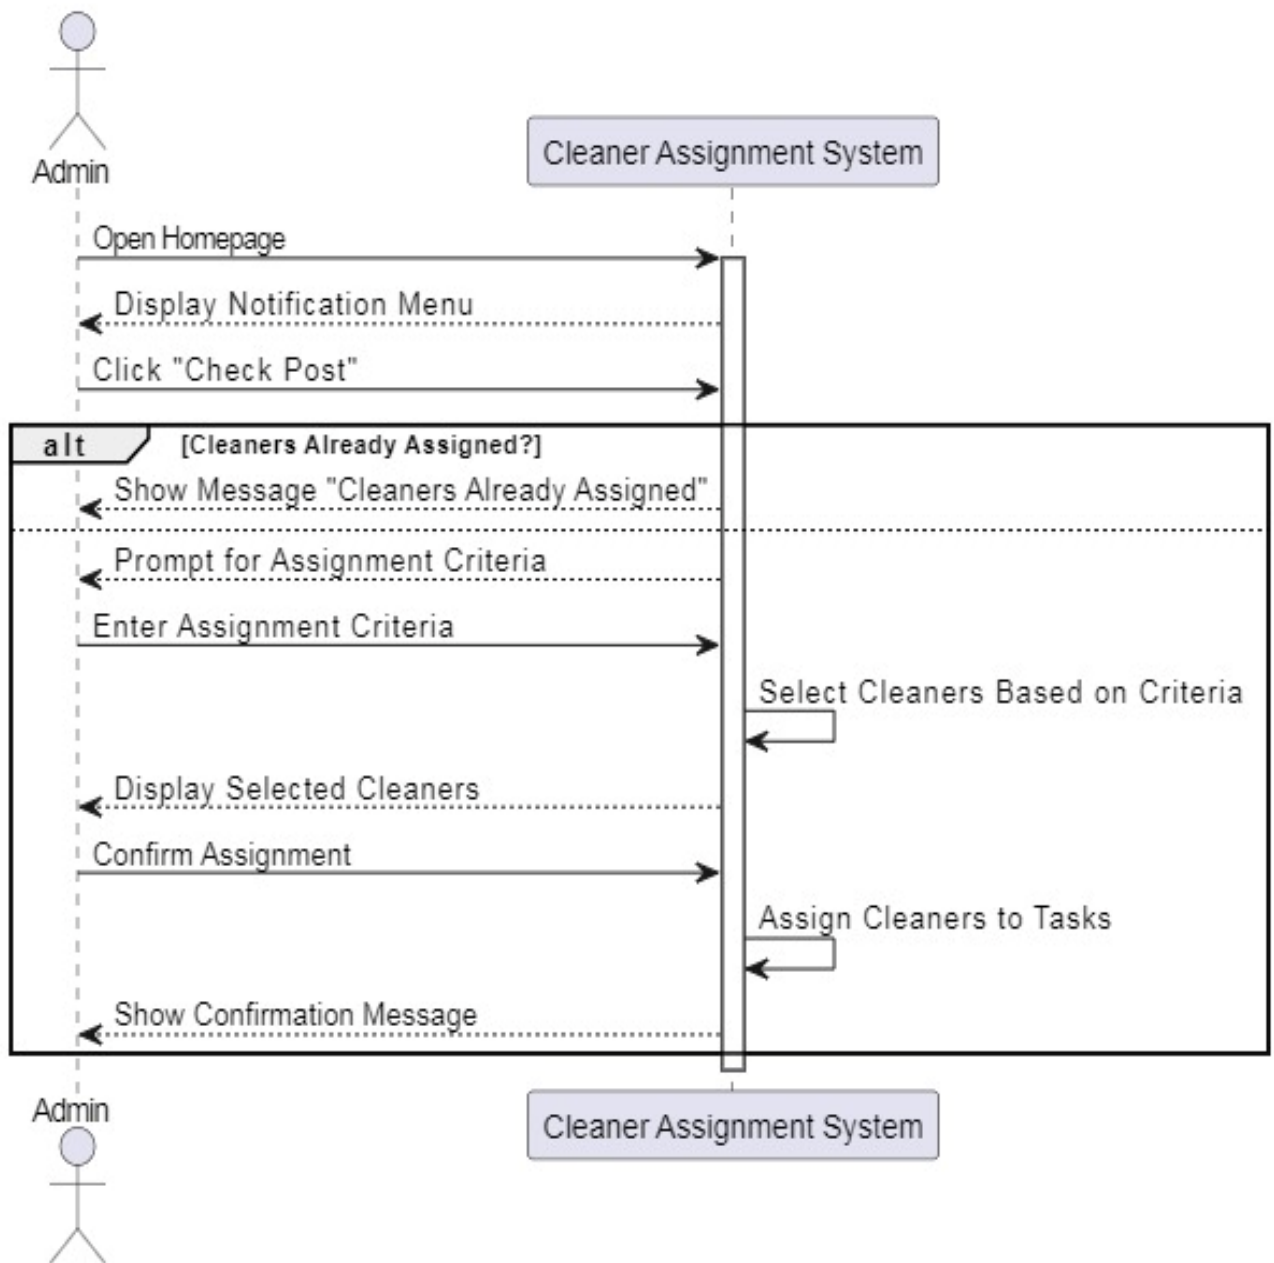 Admin
Cleaner Assignment System
Open Homepage
Display Notification Menu
Click "Check Post"
alt
[Cleaners Already Assigned?]
Show Message "Cleaners Already Assigned"
Prompt for Assignment Criteria
Enter Assignment Criteria
Select Cleaners Based on Criteria
Display Selected Cleaners
Confirm Assignment
Assign Cleaners to Tasks
Show Confirmation Message
Admin
Cleaner Assignment System